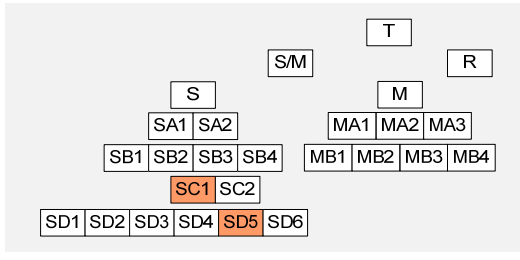 T
S/M R
S M
SA1 SA2 MA1 MA2 MA3
SB1 SB2 SB3 SB4 MB1 MB2 MB3 MB4
SC1 SC2
SD1 SD2 SD3 SD4 SD5 SD6